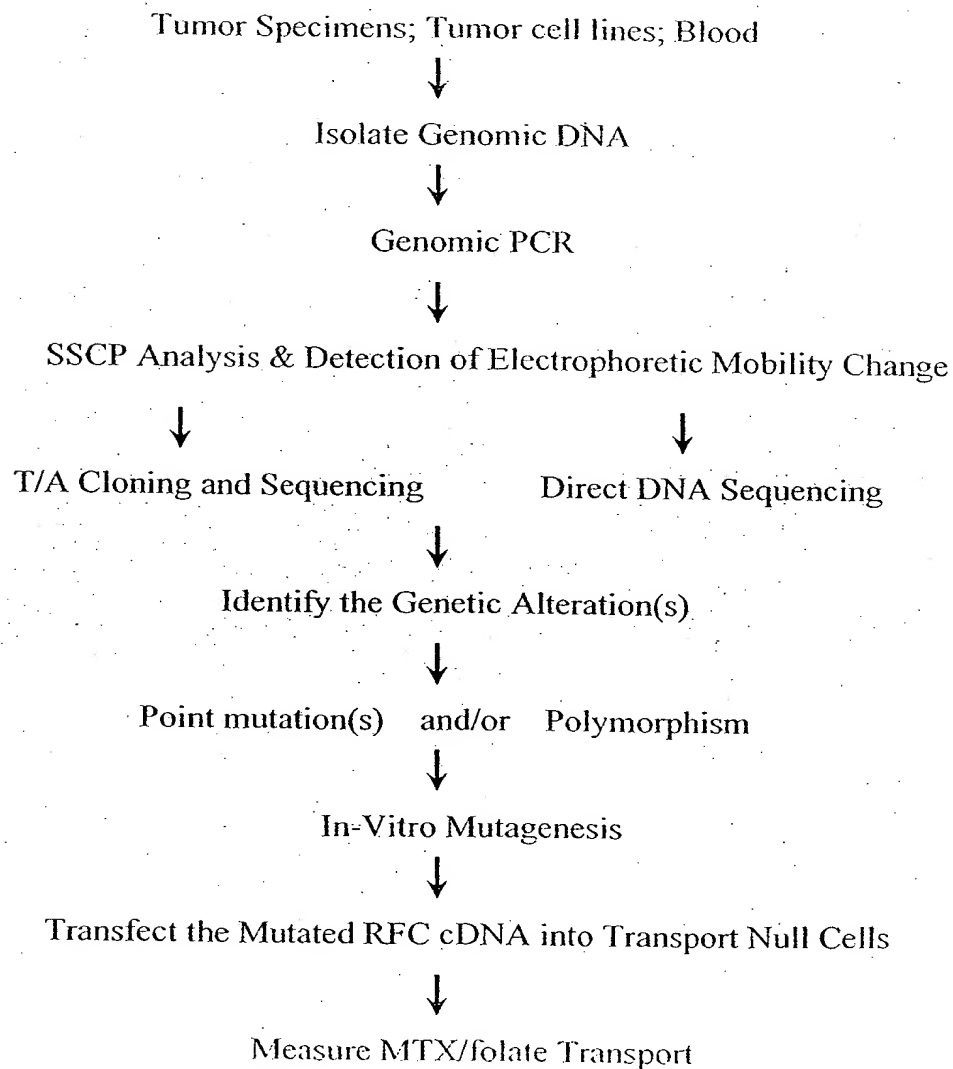 Tumor Specimens; Tumor cell lines; Blood
Isolate Genomic DNA
Genomic PCR
SSCP Analysis & Detection of Electrophoretic Mobility Change
T/A Cloning and Sequencing
Direct DNA Sequencing
Identify the Genetic Alteration(s)
Point mutation(s) and/or Polymorphism
In-Vitro Mutagenesis
Transfect the Mutated RFC cDNA into Transport Null Cells
Measure MTX/folate Transport